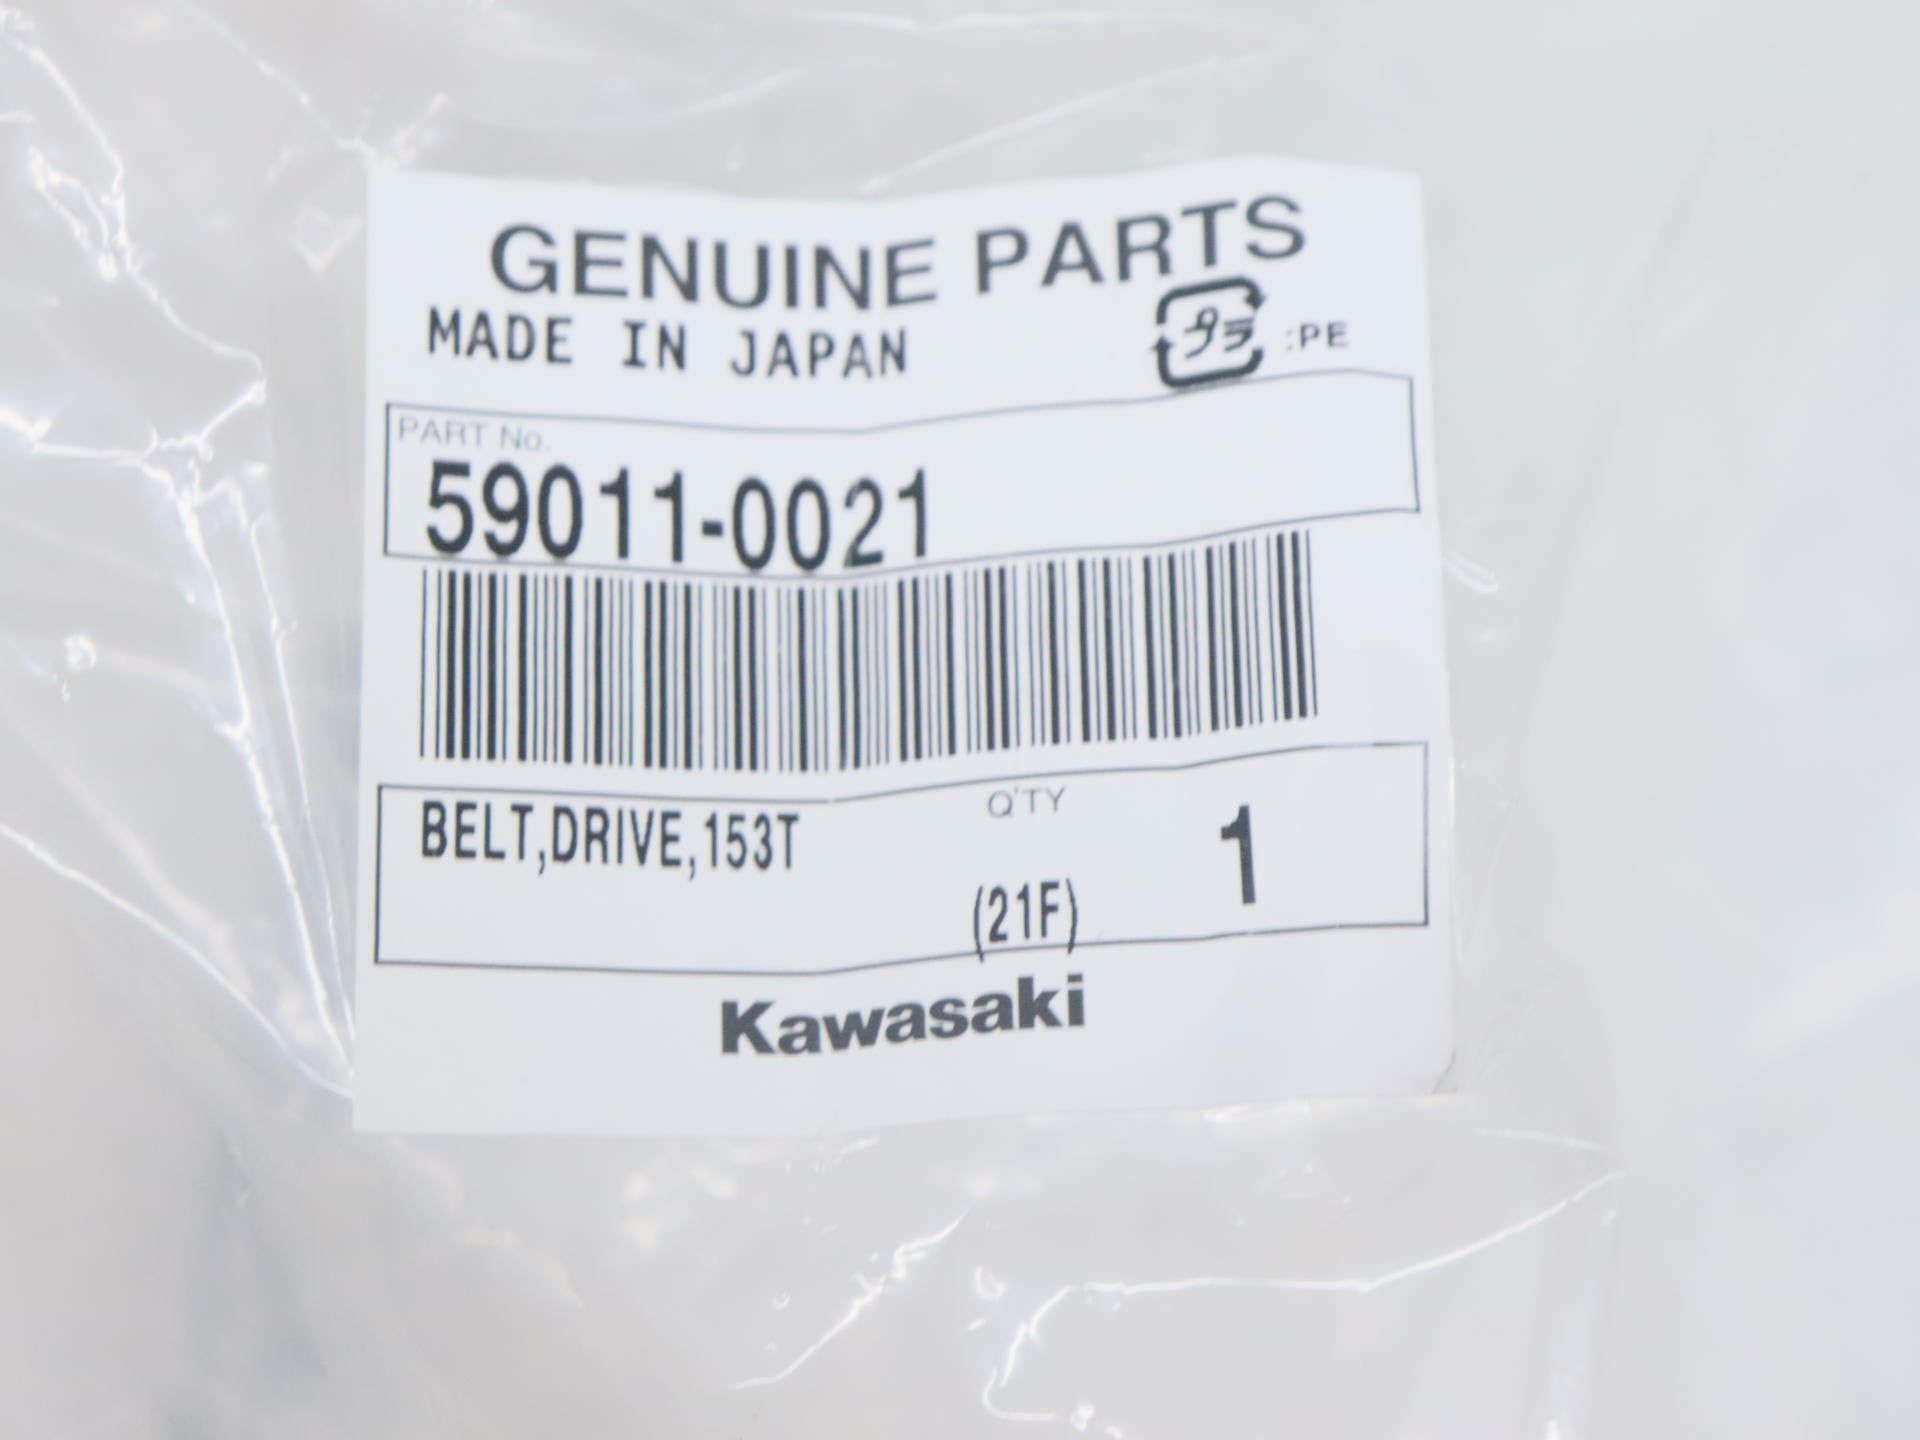 GENUINE PARTS
MADE IN JAPAN
プラ :PE
PART No.
59011-0021
BELT,DRIVE,153T
Q'TY
1
(21F)
Kawasaki